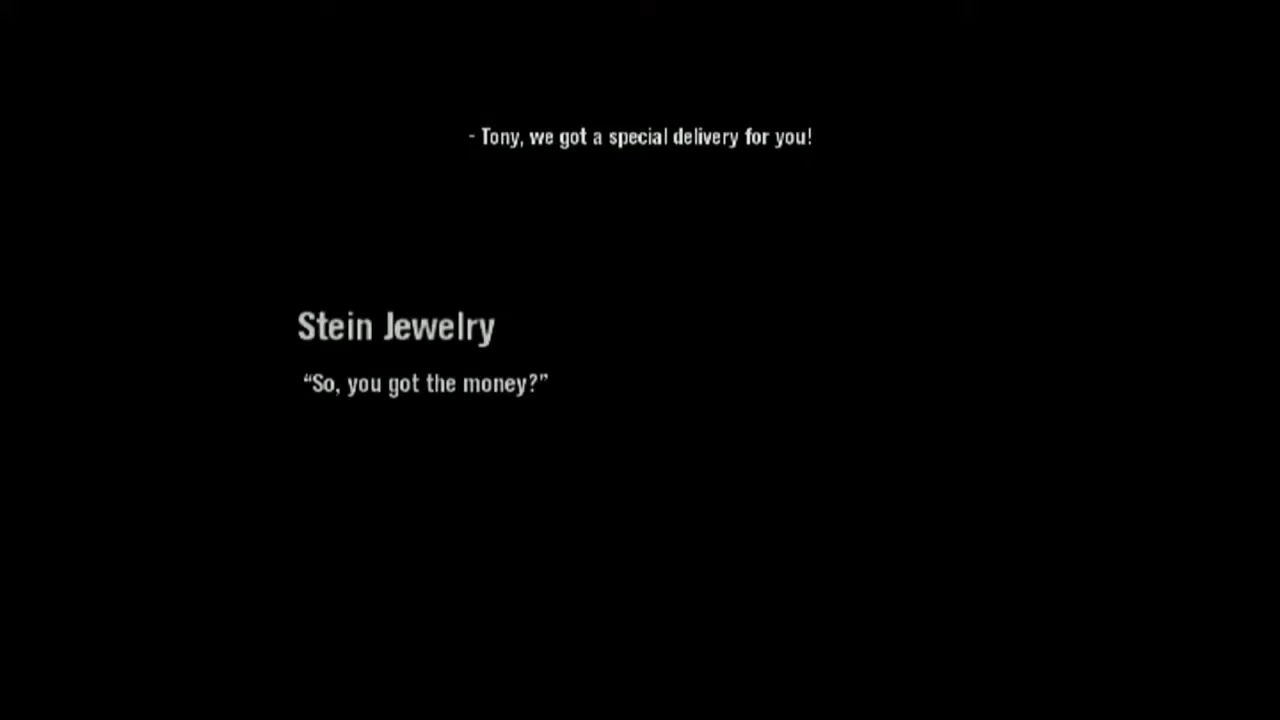 - Tony, we got a special delivery for you!
Stein Jewelry
“So, you got the money?”